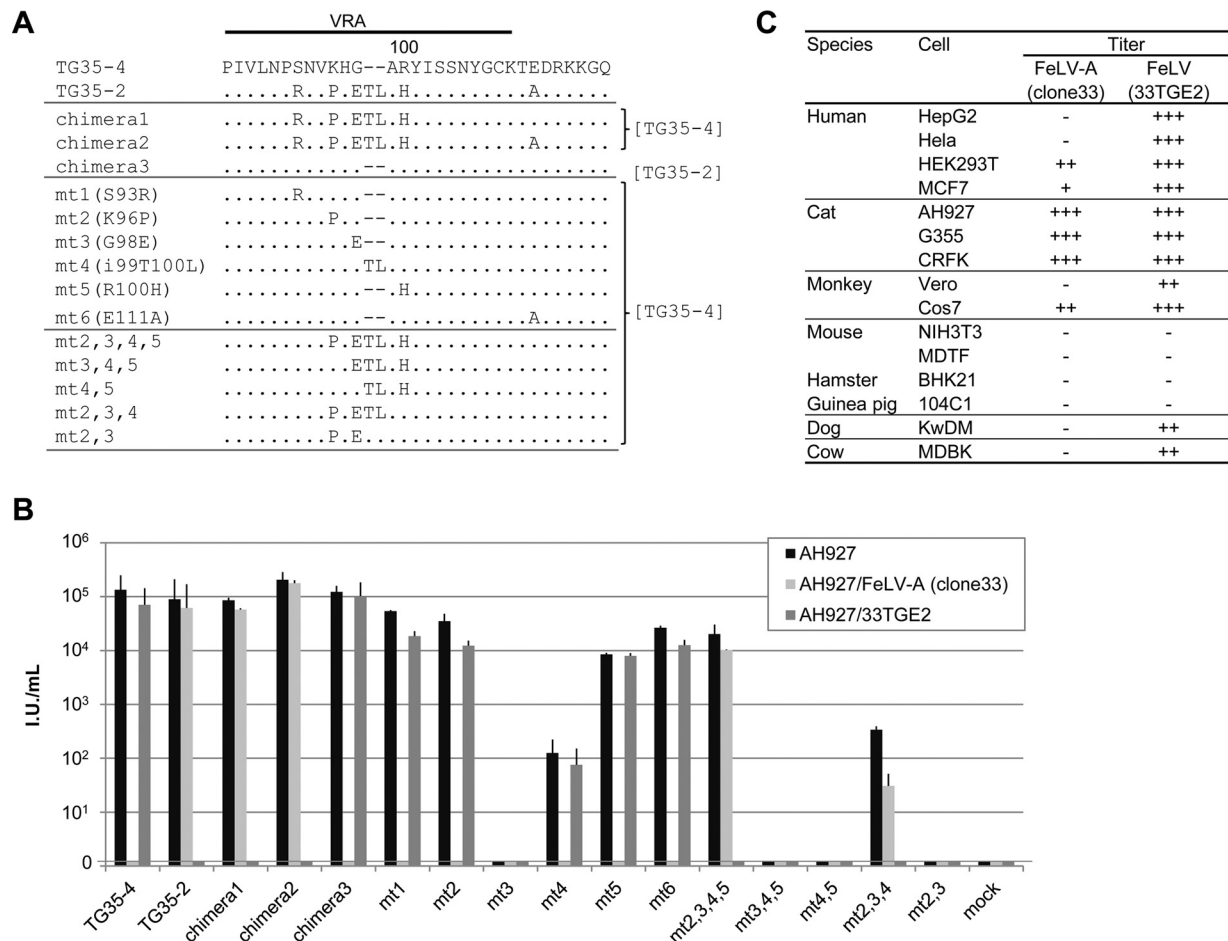 A
VRA
100
TG35-4 PIVLNPSNVKHG--ARYISSNYGCKTEDRKKGQ
TG35-2 ......R..P.ETL.H..........A......
chimera1 ......R..P.ETL.H.................
chimera2 ......R..P.ETL.H..........A......
[TG35-4]
chimera3 ............--...................
[TG35-2]
mt1(S93R) ......R.....--...................
mt2(K96P) .........P..--...................
mt3(G98E) ...........E--...................
mt4(i99T100L) ............TL...................
mt5(R100H) ............--.H.................
mt6(E111A) ............--............A......
mt2,3,4,5 .........P.ETL.H.................
mt3,4,5 ...........ETL.H.................
mt4,5 ............TL.H.................
mt2,3,4 .........P.ETL...................
mt2,3 .........P.E.....................
[TG35-4]
C
Species Cell Titer
FeLV-A (clone33) FeLV (33TGE2)
Human HepG2 - +++
Hela - +++
HEK293T ++ +++
MCF7 + +++
Cat AH927 +++ +++
G355 +++ +++
CRFK +++ +++
Monkey Vero - ++
Cos7 ++ +++
Mouse NIH3T3 - -
MDTF - -
Hamster BHK21 - -
Guinea pig 104C1 - -
Dog KwDM - ++
Cow MDBK - ++
B
I.U./mL
10⁶
10⁵
10⁴
10³
10²
10¹
0
AH927
AH927/FeLV-A (clone33)
AH927/33TGE2
TG35-4
TG35-2
chimera1
chimera2
chimera3
mt1
mt2
mt3
mt4
mt5
mt6
mt2,3,4,5
mt3,4,5
mt4,5
mt2,3,4
mt2,3
mock